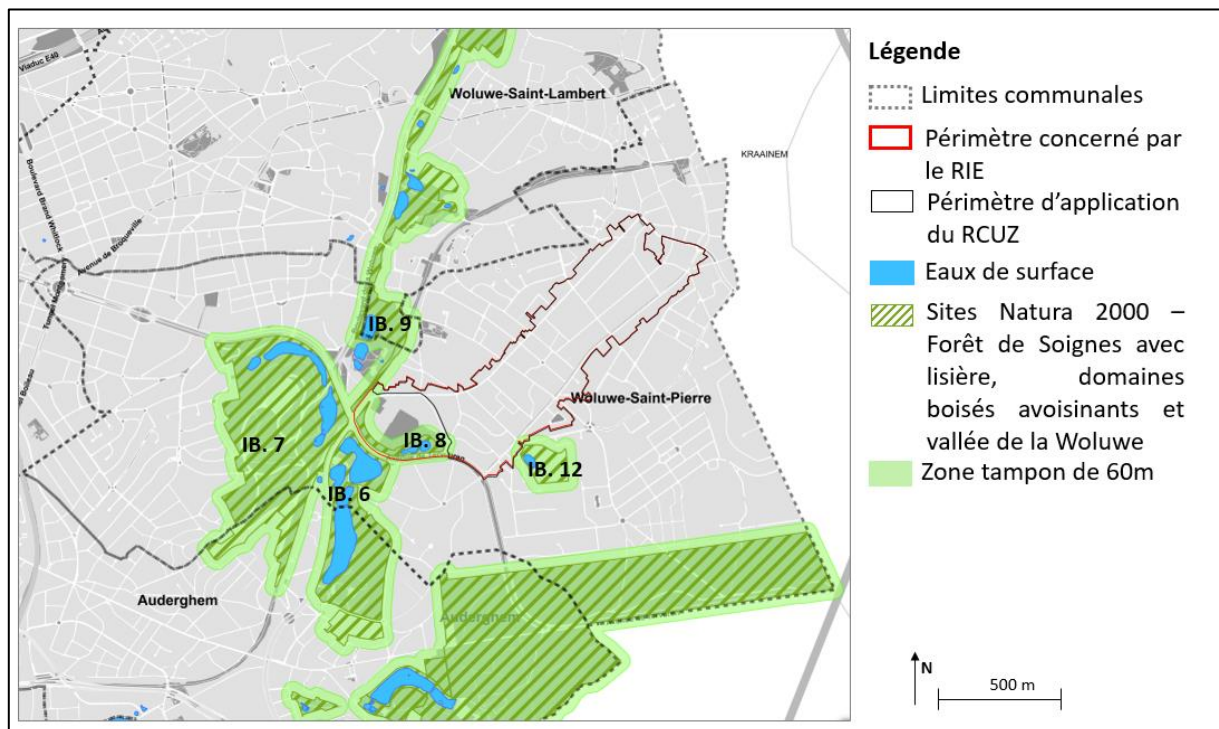 Viaduc E40
Woluwe-Saint-Lambert
KRAAINEM
Boulevard Brand Whitlock
Avenue de Broqueville
Tunnel Montgomery
IB. 9
Woluwe-Saint-Pierre
IB. 7
IB. 8
IB. 12
IB. 6
Boileau
Auderghem
Auderghem
Légende
Limites communales
Périmètre concerné par
le RIE
Périmètre d’application
du RCUZ
Eaux de surface
Sites Natura 2000 –
Forêt de Soignes avec
lisière, domaines
boisés avoisinants et
vallée de la Woluwe
Zone tampon de 60m
N
500 m